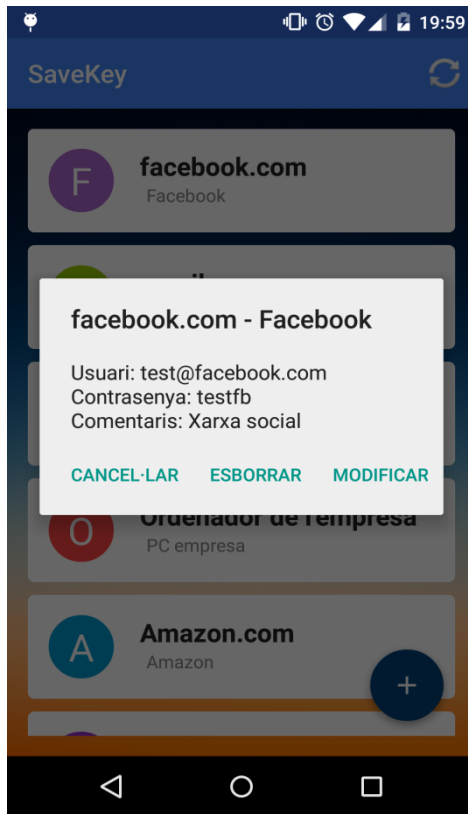 19:59
SaveKey
F
facebook.com
Facebook
facebook.com - Facebook
Usuari: test@facebook.com
Contrasenya: testfb
Comentaris: Xarxa social
CANCEL·LAR ESBORRAR MODIFICAR
O
Ordenador de l'empresa
PC empresa
A
Amazon.com
Amazon
+